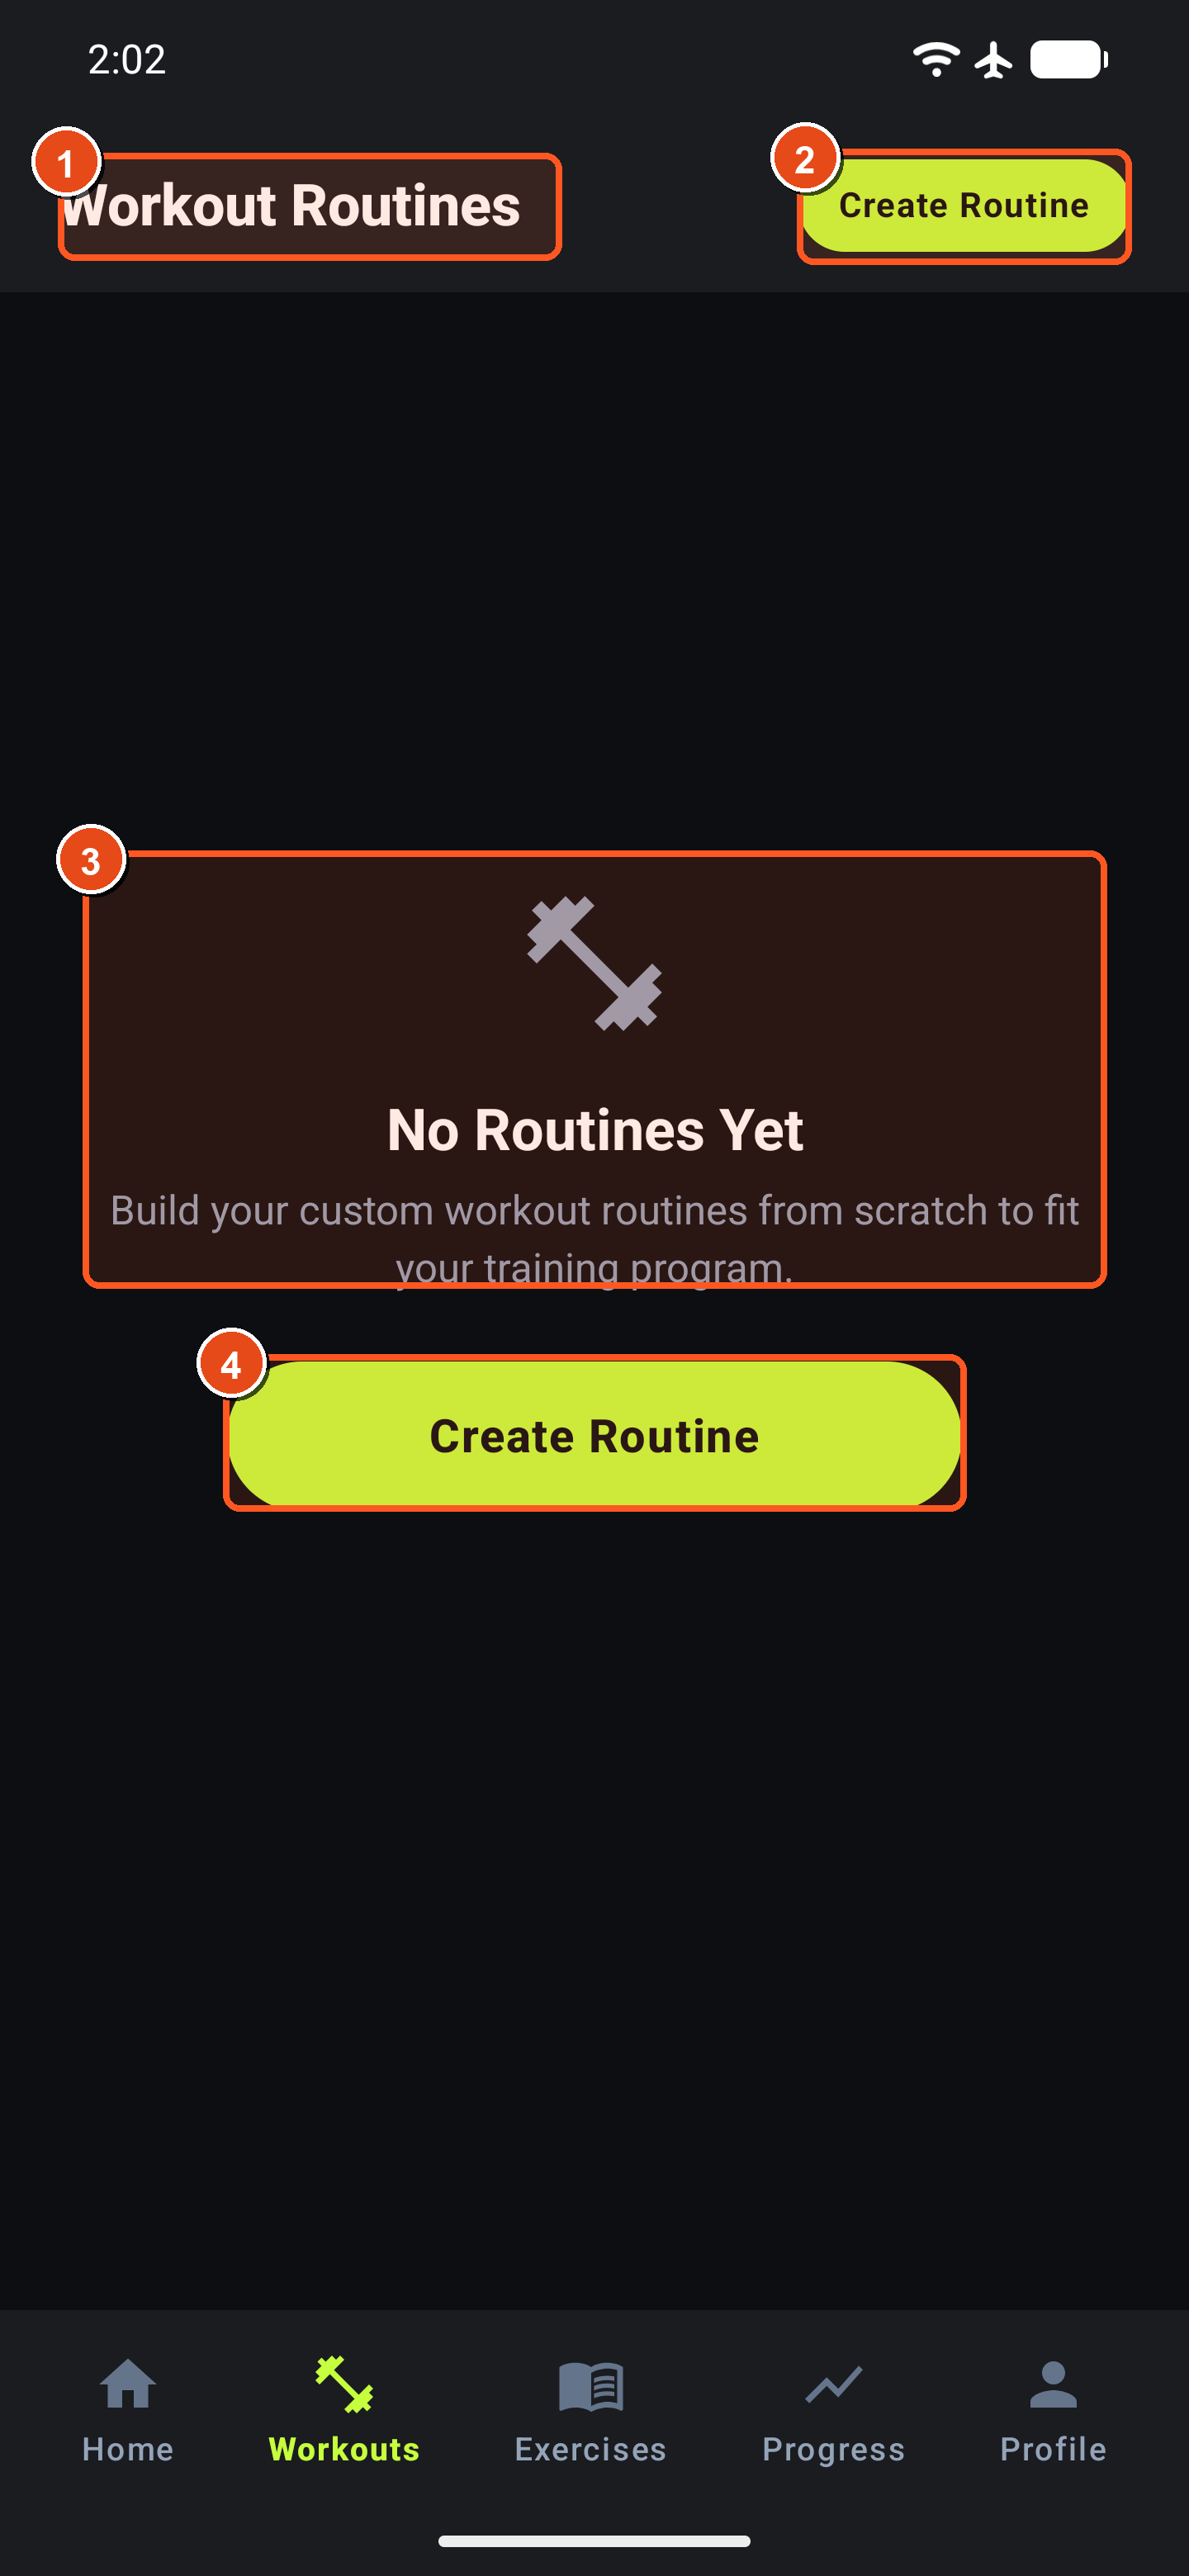 2:02
1
Workout Routines
2
Create Routine
3
No Routines Yet
Build your custom workout routines from scratch to fit
your training program.
4
Create Routine
Home
Workouts
Exercises
Progress
Profile